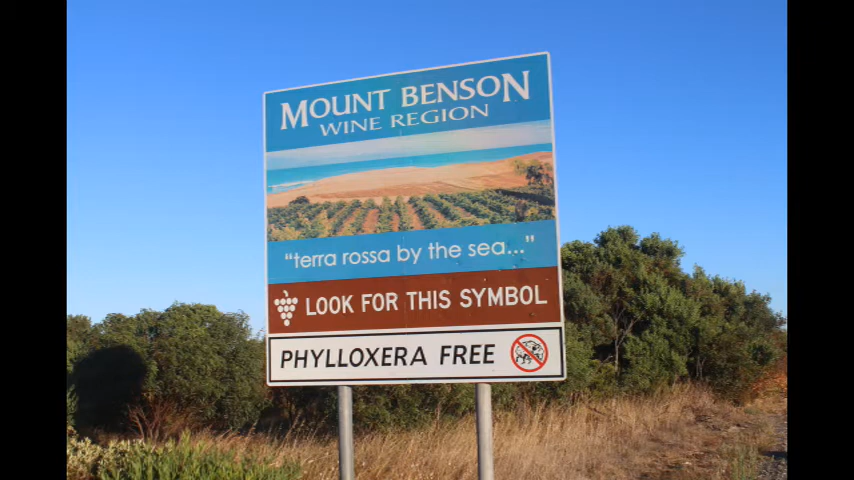 MOUNT BENSON
WINE REGION
"terra rossa by the sea..."
LOOK FOR THIS SYMBOL
PHYLLOXERA FREE